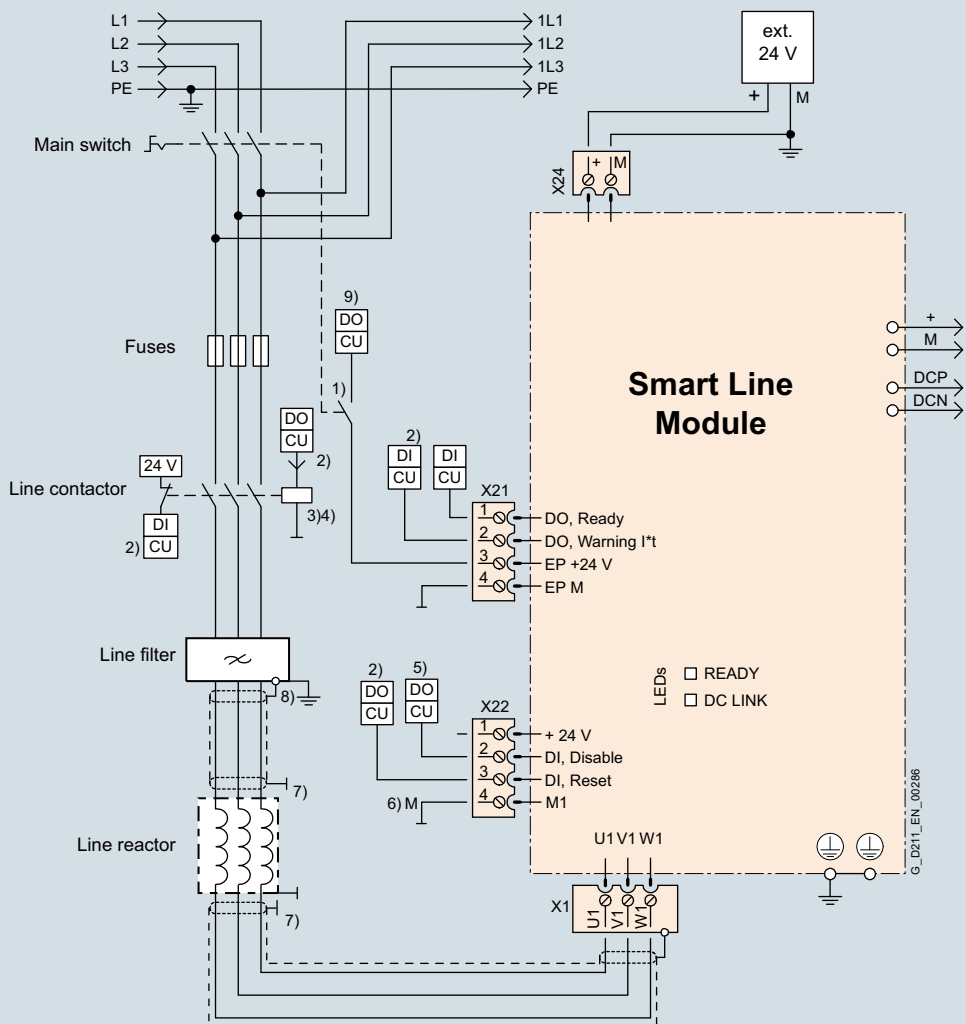 L1
1L1
L2
1L2
L3
1L3
PE
PE
ext.
24 V
+
M
Main switch
X24
+ M
9)
DO
CU
Fuses
1)
+
M
Smart Line
Module
DCP
DCN
DO
CU
2)
2)
DI
CU
DI
CU
24 V
Line contactor
3)4)
DI
CU
2)
X21
1
DO, Ready
2
DO, Warning I*t
3
EP +24 V
4
EP M
Line filter
8)
LEDs
READY
DC LINK
2)
DO
CU
5)
DO
CU
X22
1
+ 24 V
2
DI, Disable
3
DI, Reset
4
M1
6) M
7)
Line reactor
7)
U1 V1 W1
X1
U1
V1
W1
G_D211_EN_00286